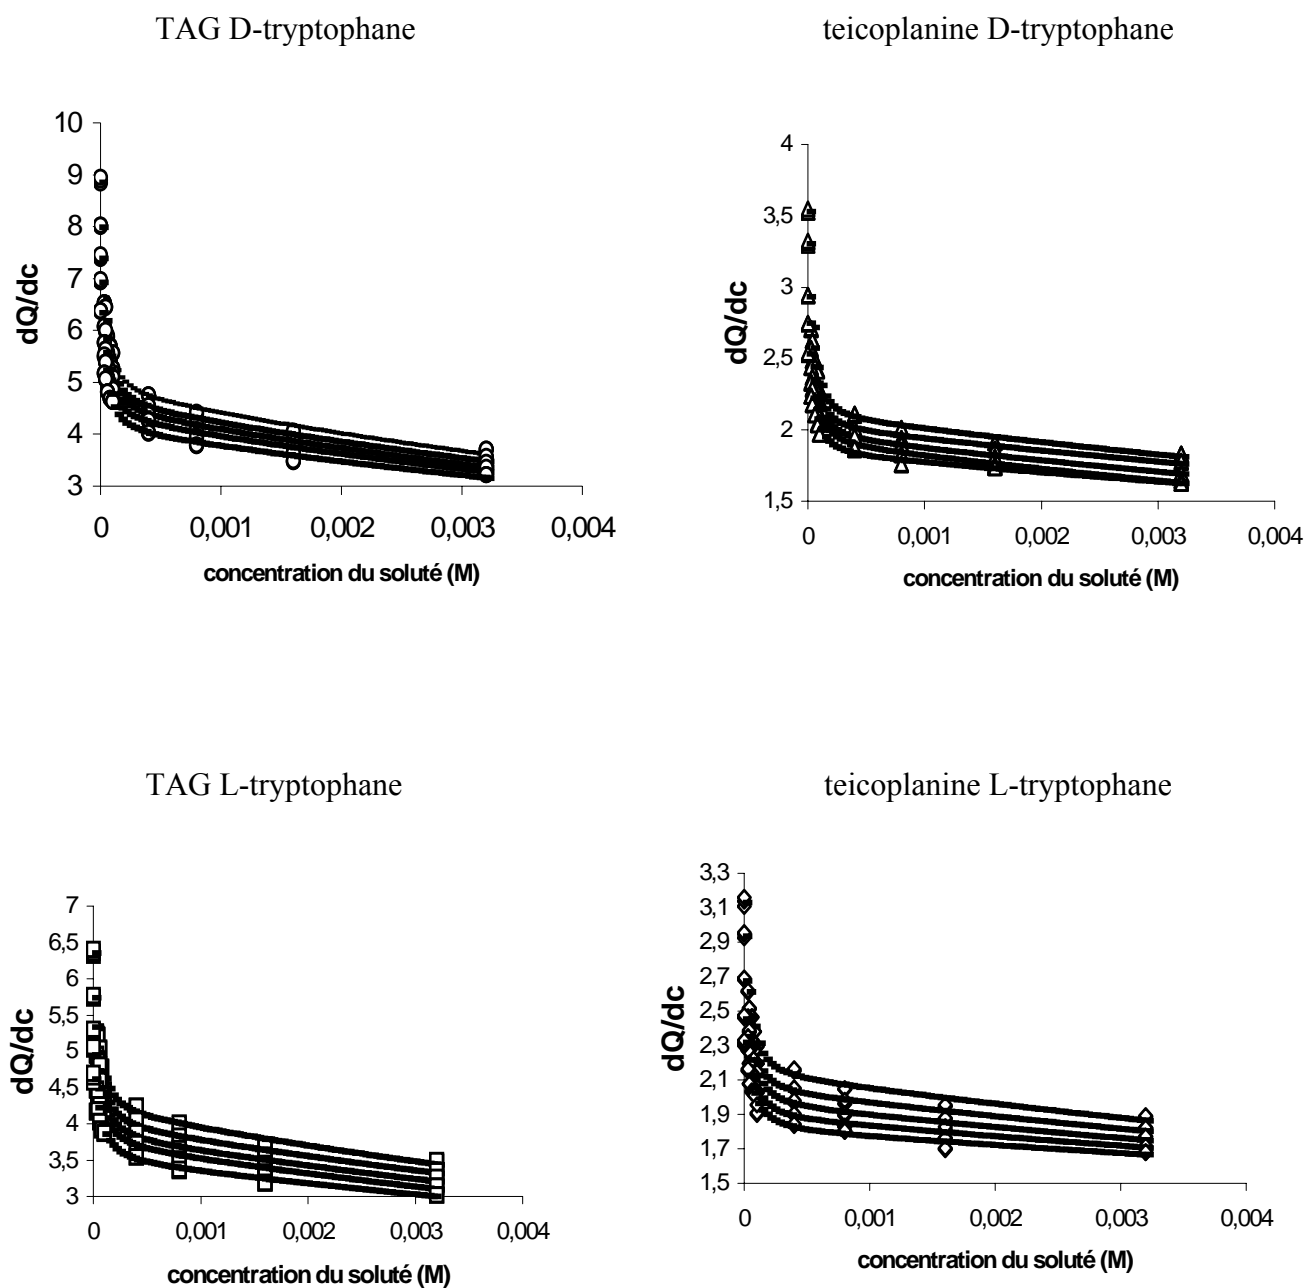 TAG D-tryptophane
10
9
8
7
6
5
4
3
dQ/dc
0 0,001 0,002 0,003 0,004
concentration du soluté (M)
teicoplanine D-tryptophane
4
3,5
3
2,5
2
1,5
dQ/dc
0 0,001 0,002 0,003 0,004
concentration du soluté (M)
TAG L-tryptophane
7
6,5
6
5,5
5
4,5
4
3,5
3
dQ/dc
0 0,001 0,002 0,003 0,004
concentration du soluté (M)
teicoplanine L-tryptophane
3,3
3,1
2,9
2,7
2,5
2,3
2,1
1,9
1,7
1,5
dQ/dc
0 0,001 0,002 0,003 0,004
concentration du soluté (M)